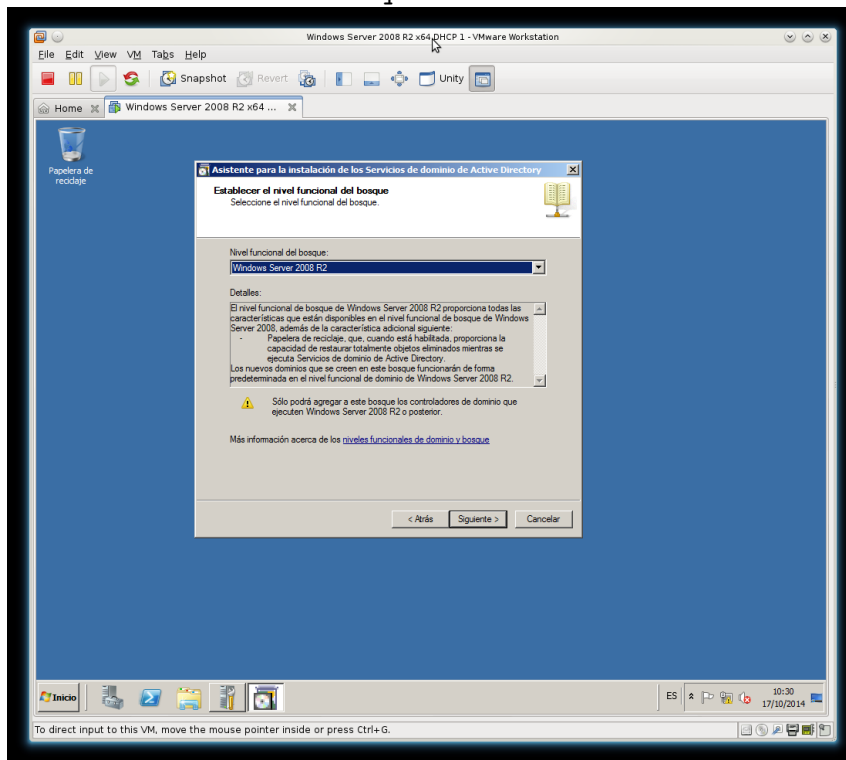 Windows Server 2008 R2 x64 DHCP 1 - VMware Workstation
File Edit View VM Tabs Help
Snapshot Revert Unity
Home Windows Server 2008 R2 x64 ...
Papelera de
reciclaje
Asistente para la instalación de los Servicios de dominio de Active Directory
Establecer el nivel funcional del bosque
Seleccione el nivel funcional del bosque.
Nivel funcional del bosque:
Windows Server 2008 R2
Detalles:
El nivel funcional de bosque de Windows Server 2008 R2 proporciona todas las
características que están disponibles en el nivel funcional de bosque de Windows
Server 2008, además de la característica adicional siguiente:
- Papelera de reciclaje, que, cuando está habilitada, proporciona la
capacidad de restaurar totalmente objetos eliminados mientras se
ejecuta Servicios de dominio de Active Directory.
Los nuevos dominios que se creen en este bosque funcionarán de forma
predeterminada en el nivel funcional de dominio de Windows Server 2008 R2.
Sólo podrá agregar a este bosque los controladores de dominio que
ejecuten Windows Server 2008 R2 o posterior.
Más información acerca de los niveles funcionales de dominio y bosque
< Atrás Siguiente > Cancelar
Inicio ES 10:30
17/10/2014
To direct input to this VM, move the mouse pointer inside or press Ctrl+G.